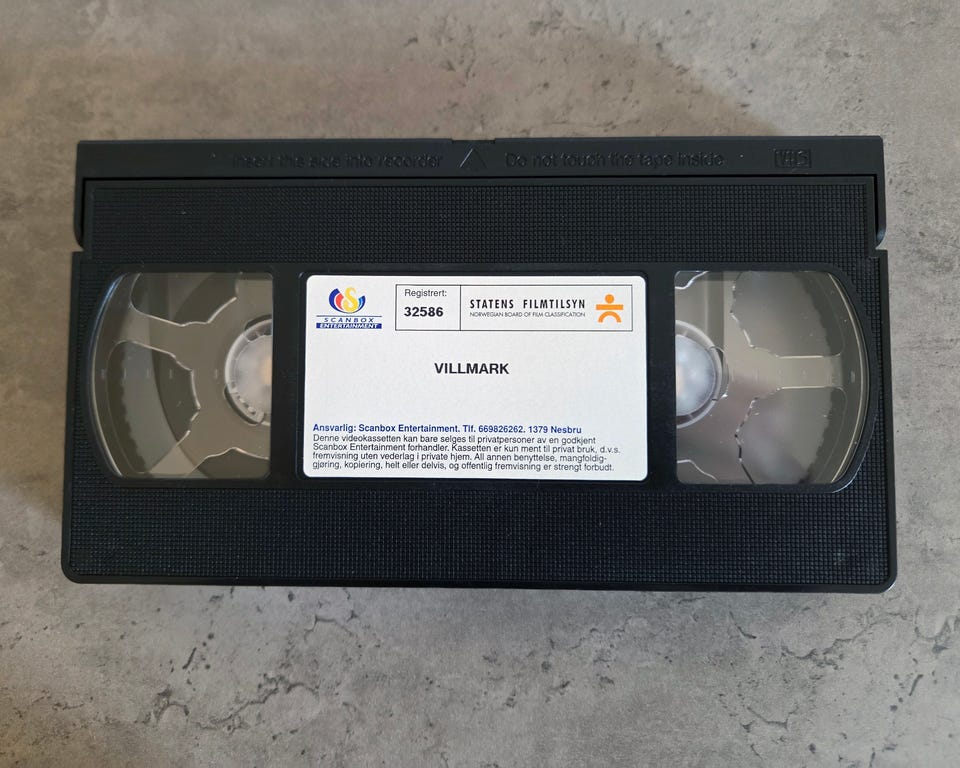 Insert this side into recorder Do not touch the tape inside VHS
SCANBOX
ENTERTAINMENT
Registrert:
32586
STATENS FILMTILSYN
NORWEGIAN BOARD OF FILM CLASSIFICATION
VILLMARK
Ansvarlig: Scanbox Entertainment. Tlf. 669826262. 1379 Nesbru
Denne videokassetten kan bare selges til privatpersoner av en godkjent
Scanbox Entertainment forhandler. Kassetten er kun ment til privat bruk, d.v.s.
fremvisning uten vederlag i private hjem. All annen benyttelse, mangfoldig-
gjøring, kopiering, helt eller delvis, og offentlig fremvisning er strengt forbudt.